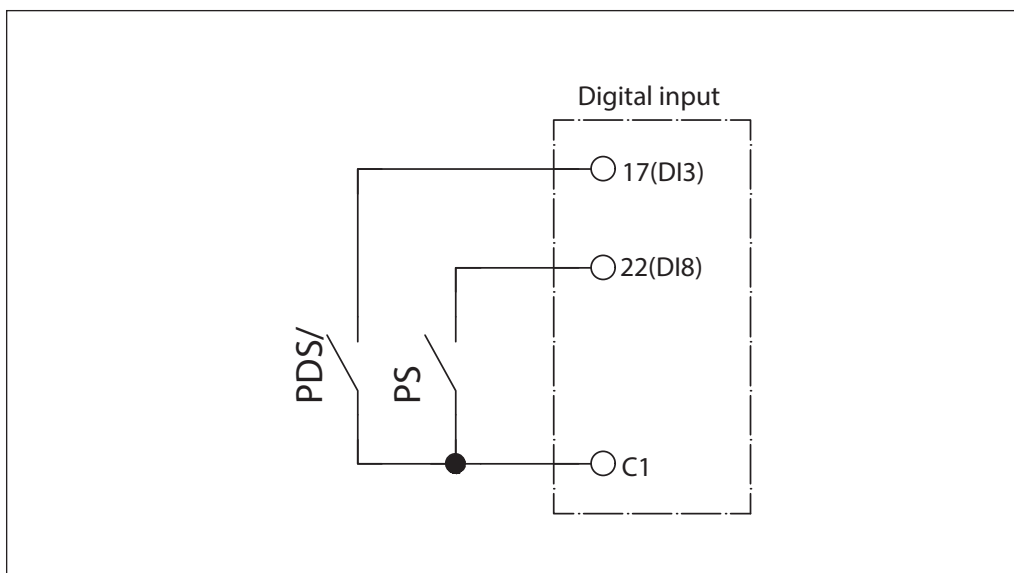 Digital input
17(DI3)
22(DI8)
PDS/
PS
C1